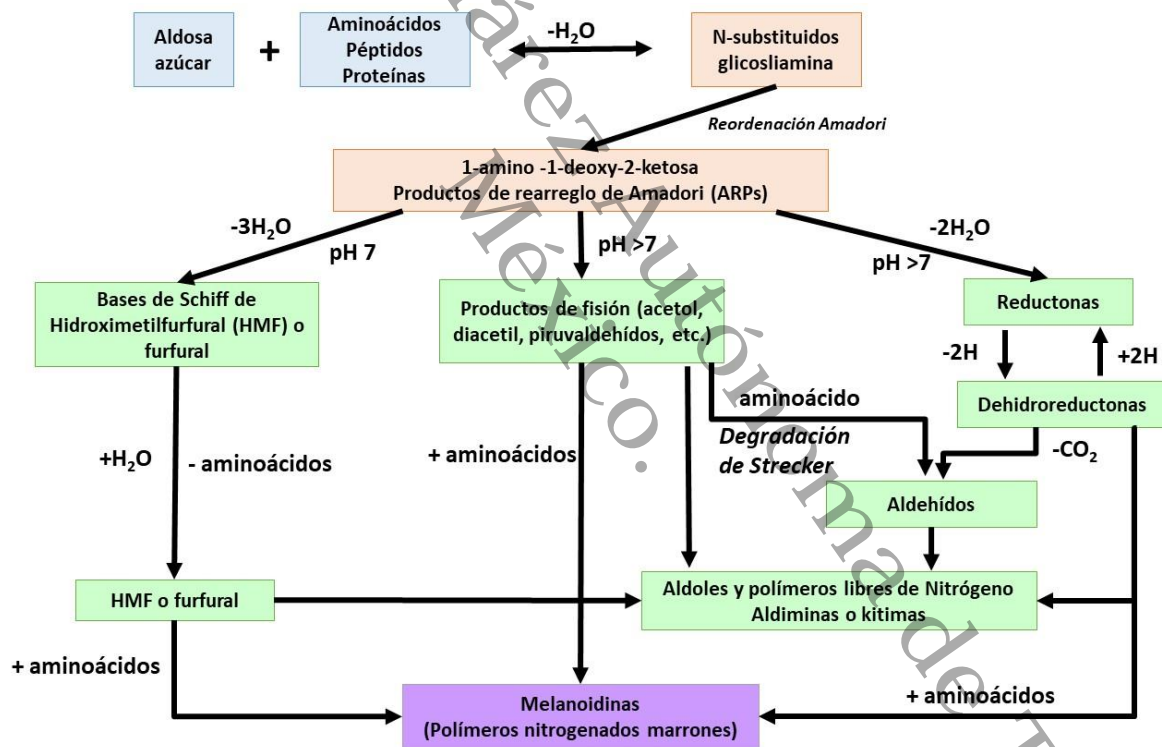 Aldosa
azúcar
+
Aminoácidos
Péptidos
Proteínas
-H₂O
N-substituidos
glicosliamina
Reordenación Amadori
1-amino -1-deoxy-2-ketosa
Productos de rearreglo de Amadori (ARPs)
-3H₂O
pH 7
pH >7
-2H₂O
pH >7
Bases de Schiff de
Hidroximetilfurfural (HMF) o
furfural
Productos de fisión (acetol,
diacetil, piruvaldehídos, etc.)
Reductonas
-2H
+2H
Dehidroreductonas
aminoácido
Degradación
de Strecker
-CO₂
+H₂O
- aminoácidos
+ aminoácidos
Aldehídos
HMF o furfural
Aldoles y polímeros libres de Nitrógeno
Aldiminas o kitimas
+ aminoácidos
+ aminoácidos
Melanoidinas
(Polímeros nitrogenados marrones)
Autónoma de
México.